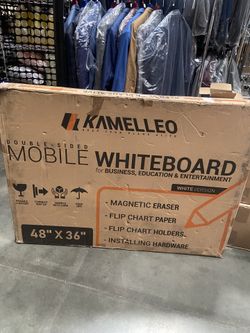 KAMELLEO
DOUBLE-SIDED
MOBILE WHITEBOARD
for BUSINESS, EDUCATION & ENTERTAINMENT
WHITE VERSION
- MAGNETIC ERASER
- FLIP CHART PAPER
- FLIP CHART HOLDERS
- INSTALLING HARDWARE
48" X 36"